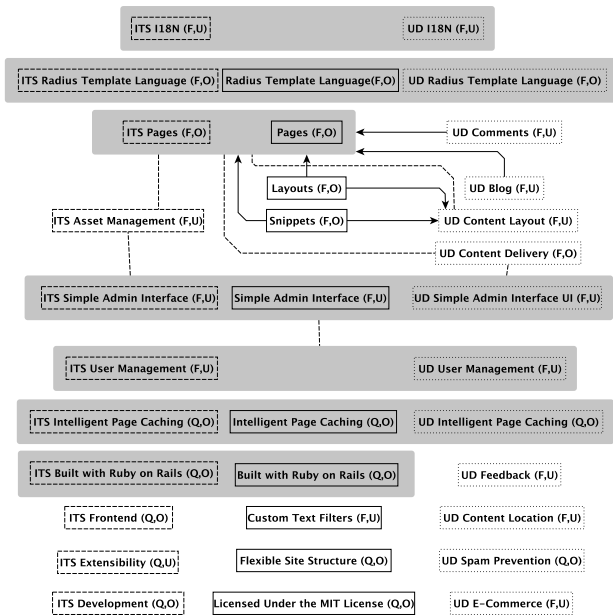 ITS I18N (F,U) UD I18N (F,U)
ITS Radius Template Language (F,O) Radius Template Language(F,O) UD Radius Template Language (F,O)
ITS Pages (F,O) Pages (F,O) UD Comments (F,U)
Layouts (F,O) UD Blog (F,U)
ITS Asset Management (F,U) Snippets (F,O) UD Content Layout (F,U)
UD Content Delivery (F,O)
ITS Simple Admin Interface (F,U) Simple Admin Interface (F,U) UD Simple Admin Interface UI (F,U)
ITS User Management (F,U) UD User Management (F,U)
ITS Intelligent Page Caching (Q,O) Intelligent Page Caching (Q,O) UD Intelligent Page Caching (Q,O)
ITS Built with Ruby on Rails (Q,O) Built with Ruby on Rails (Q,O) UD Feedback (F,U)
ITS Frontend (Q,O) Custom Text Filters (F,U) UD Content Location (F,U)
ITS Extensibility (Q,U) Flexible Site Structure (Q,O) UD Spam Prevention (Q,O)
ITS Development (Q,O) Licensed Under the MIT License (Q,O) UD E-Commerce (F,U)